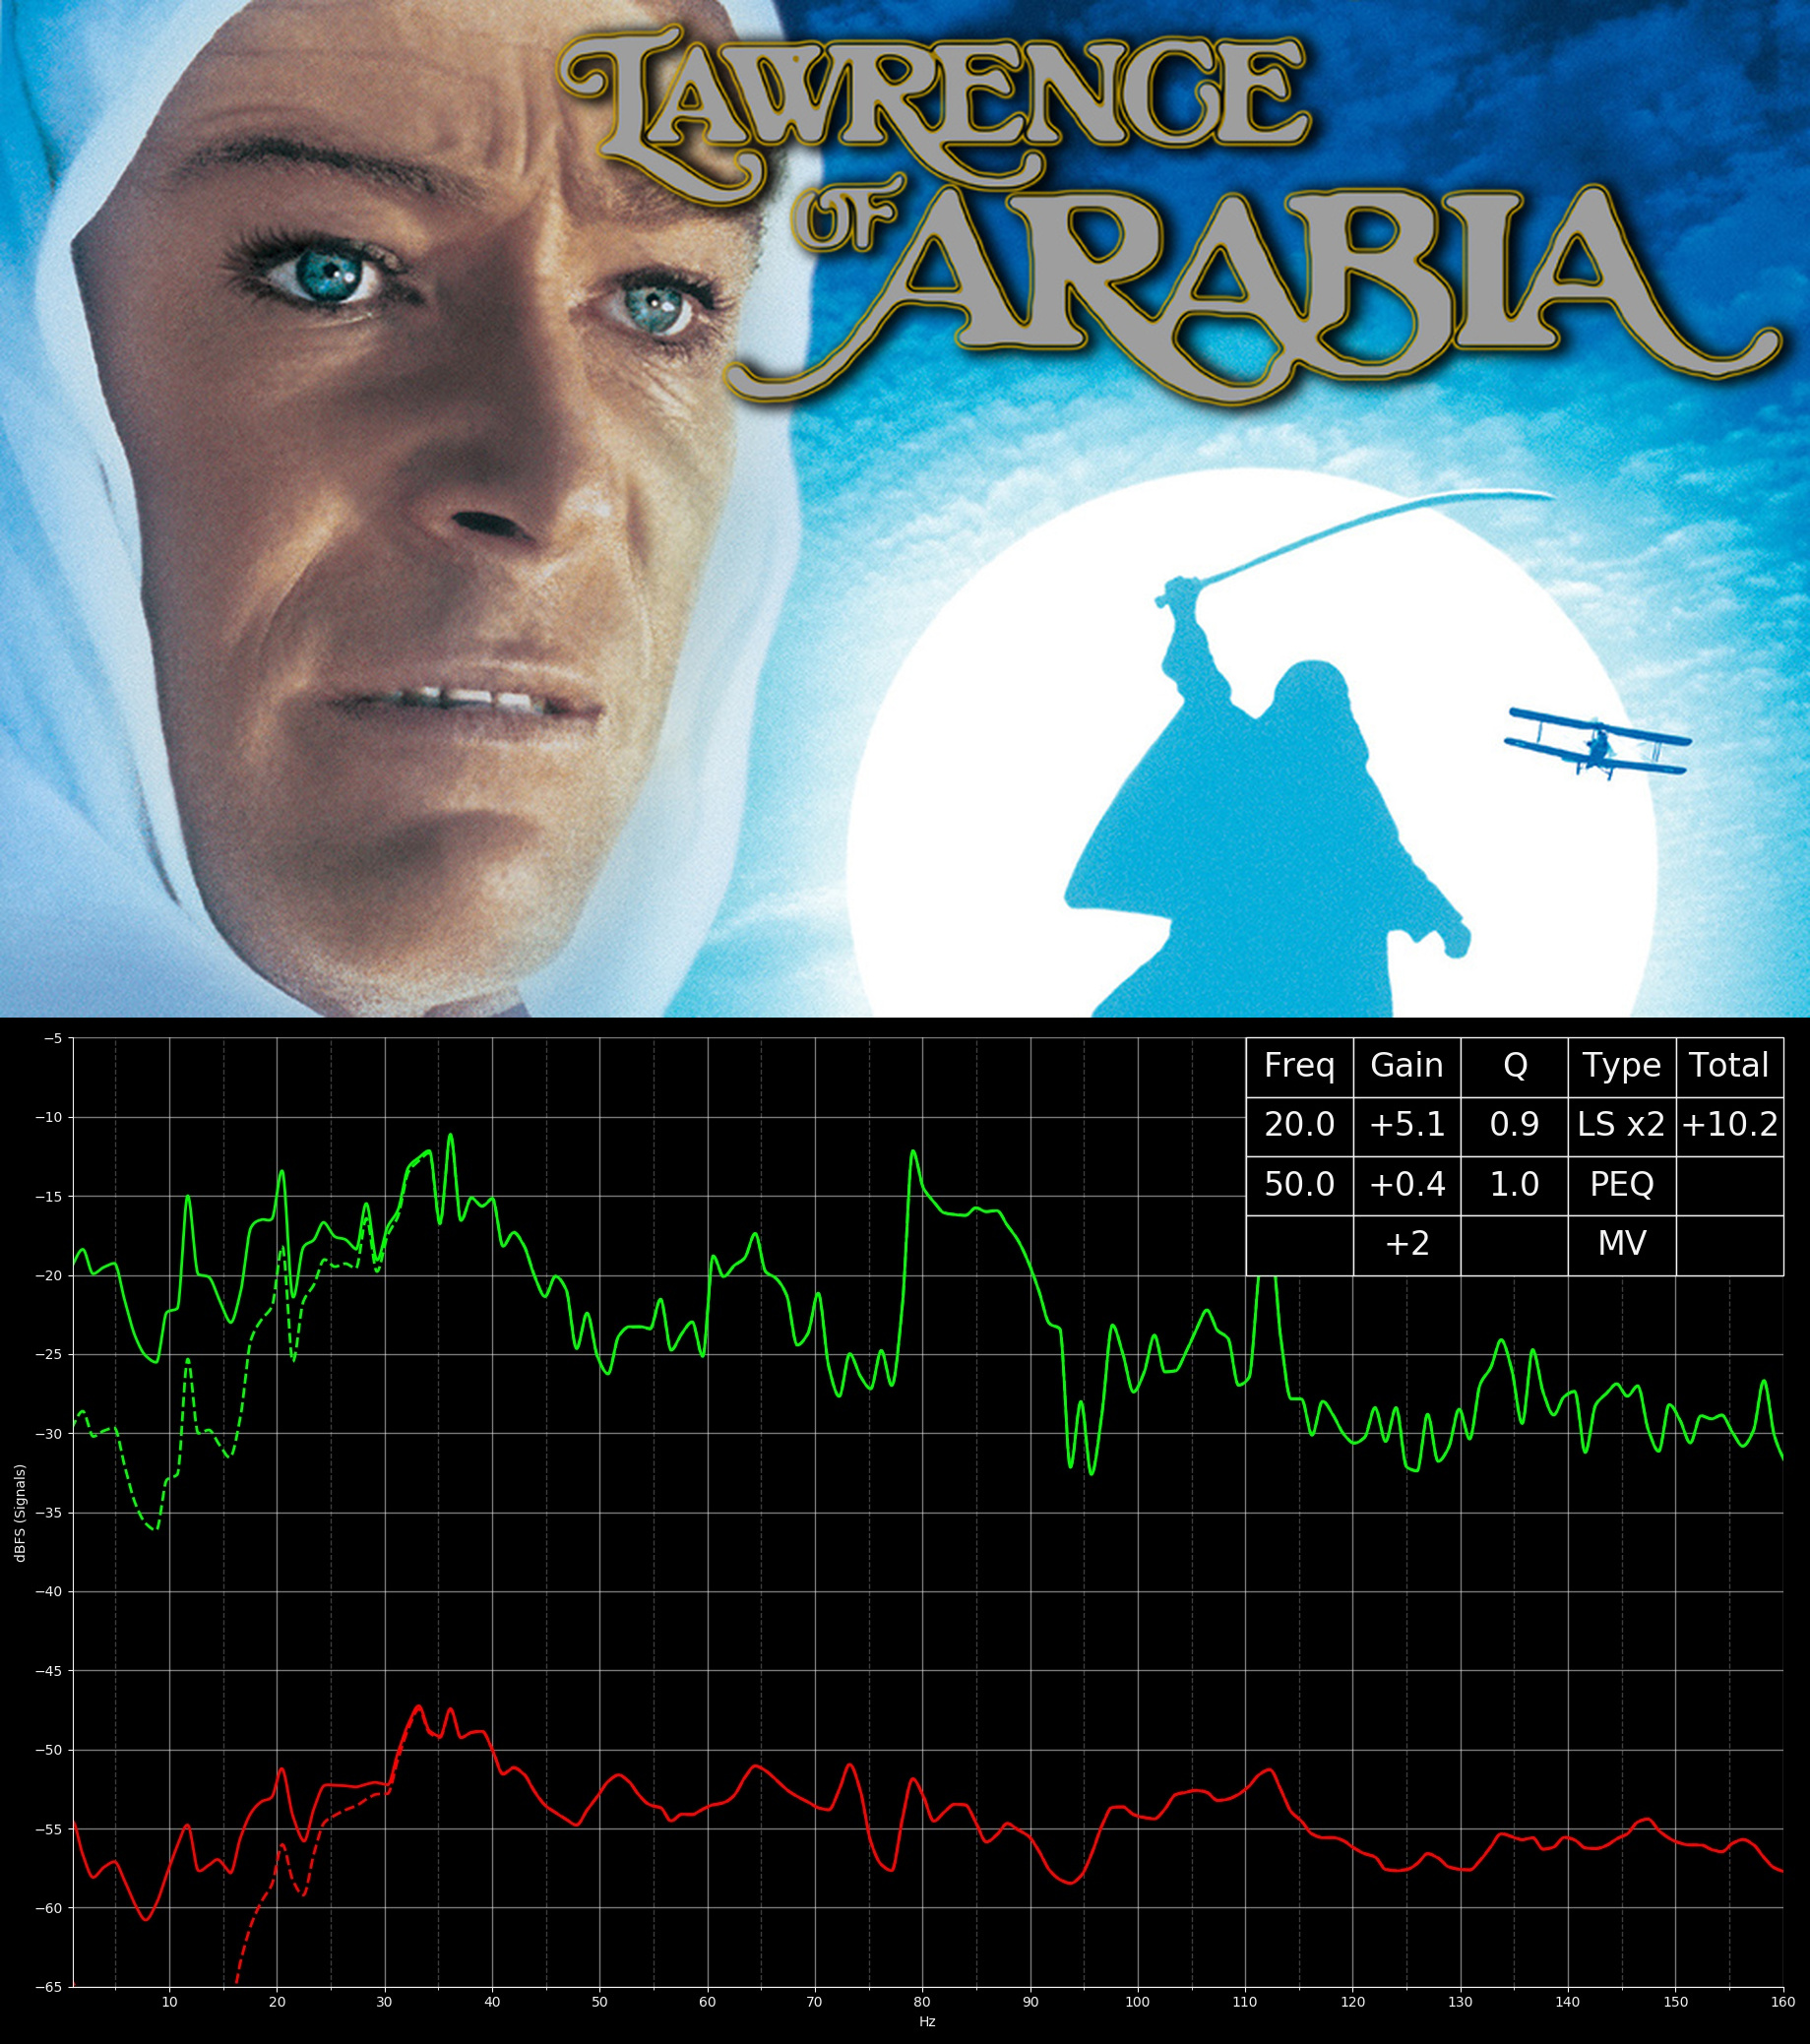 LAWRENCE
OF ARABIA
Freq Gain Q Type Total
20.0 +5.1 0.9 LS x2 +10.2
50.0 +0.4 1.0 PEQ
+2 MV
−5
−10
−15
−20
−25
−30
−35
−40
−45
−50
−55
−60
−65
dBFS (Signals)
10 20 30 40 50 60 70 80 90 100 110 120 130 140 150 160
Hz